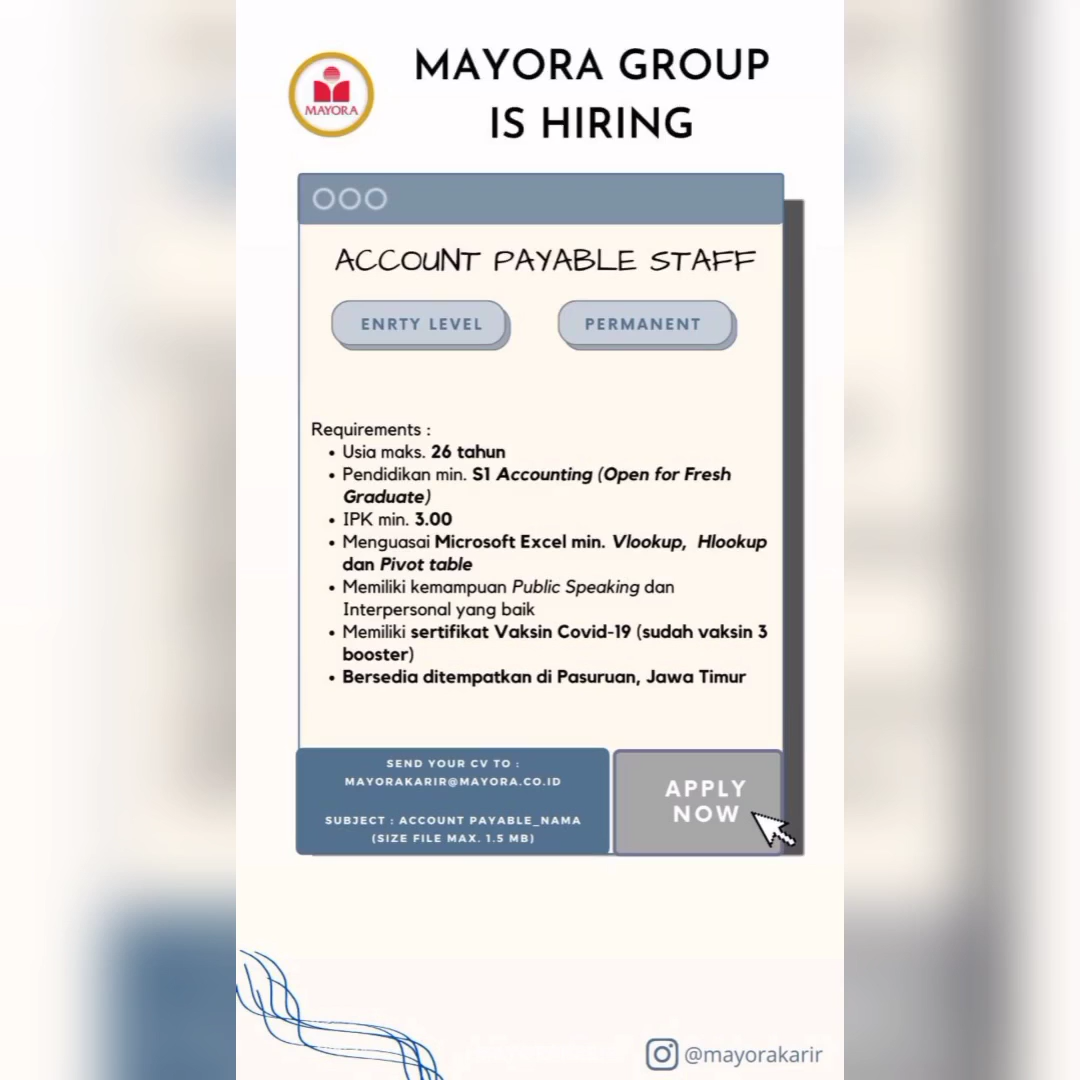 MAYORA
MAYORA GROUP
IS HIRING
ACCOUNT PAYABLE STAFF
ENRTY LEVEL
PERMANENT
Requirements :
• Usia maks. 26 tahun
• Pendidikan min. S1 Accounting (Open for Fresh
Graduate)
• IPK min. 3.00
• Menguasai Microsoft Excel min. Vlookup, Hlookup
dan Pivot table
• Memiliki kemampuan Public Speaking dan
Interpersonal yang baik
• Memiliki sertifikat Vaksin Covid-19 (sudah vaksin 3
booster)
• Bersedia ditempatkan di Pasuruan, Jawa Timur
SEND YOUR CV TO :
MAYORAKARIR@MAYORA.CO.ID
SUBJECT : ACCOUNT PAYABLE_NAMA
(SIZE FILE MAX. 1.5 MB)
APPLY
NOW
@mayorakarir